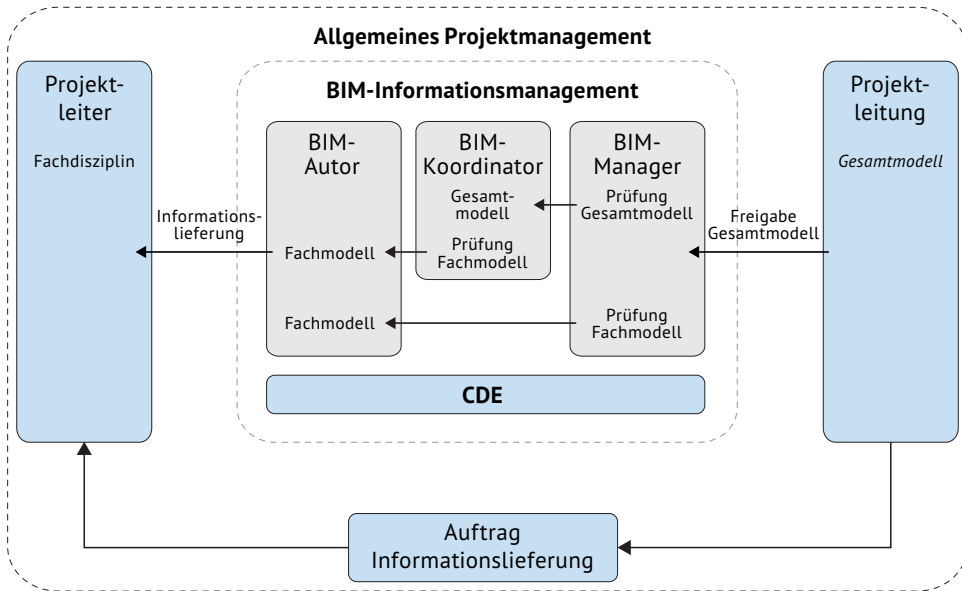 Allgemeines Projektmanagement
Projekt-
leiter
Fachdisziplin
Informations-
lieferung
BIM-Informationsmanagement
BIM-
Autor
Fachmodell
Fachmodell
BIM-
Koordinator
Gesamt-
modell
Prüfung
Fachmodell
BIM-
Manager
Prüfung
Gesamtmodell
Prüfung
Fachmodell
CDE
Freigabe
Gesamtmodell
Projekt-
leitung
Gesamtmodell
Auftrag
Informationslieferung